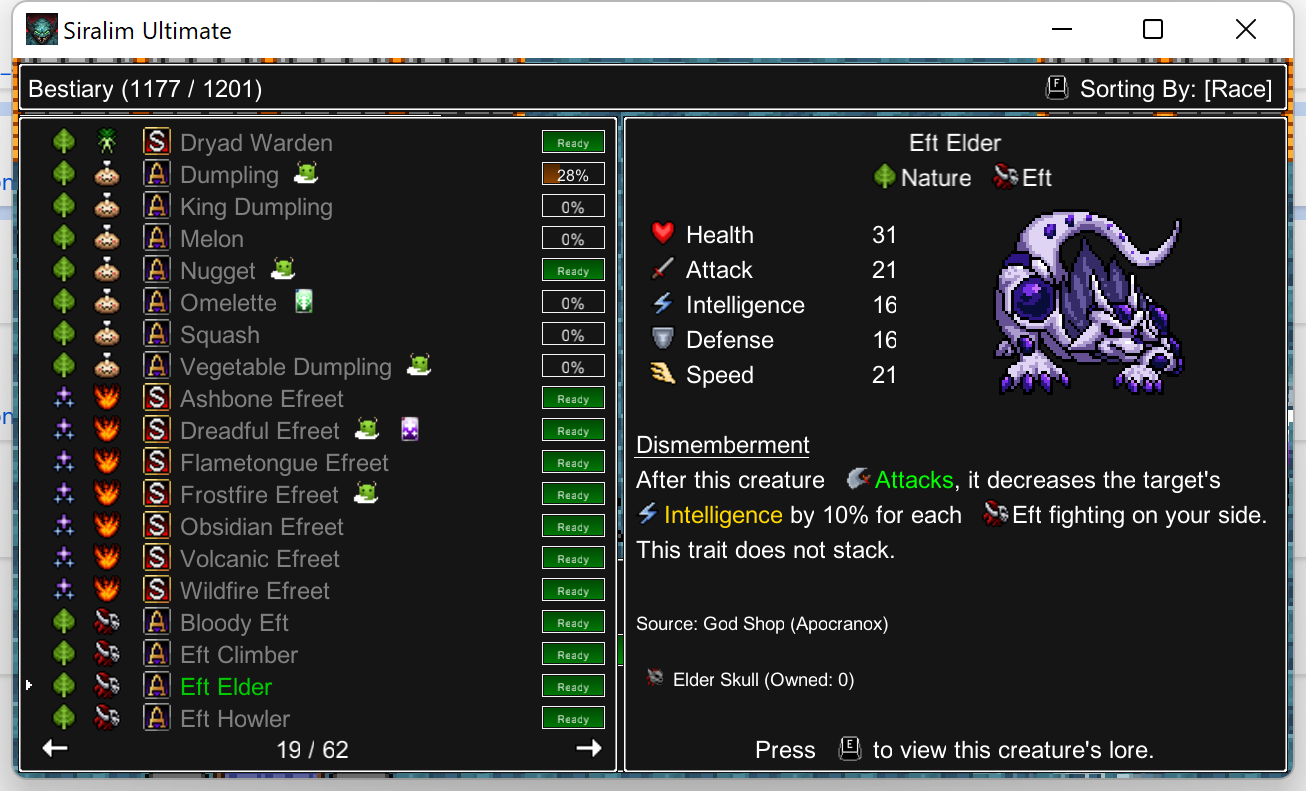 Siralim Ultimate
Bestiary (1177 / 1201)
F Sorting By: [Race]
S Dryad Warden Ready
A Dumpling 28%
A King Dumpling 0%
A Melon 0%
A Nugget Ready
A Omelette 0%
A Squash 0%
A Vegetable Dumpling 0%
S Ashbone Efreet Ready
S Dreadful Efreet Ready
S Flametongue Efreet Ready
S Frostfire Efreet Ready
S Obsidian Efreet Ready
S Volcanic Efreet Ready
S Wildfire Efreet Ready
A Bloody Eft Ready
A Eft Climber Ready
A Eft Elder Ready
A Eft Howler Ready
19 / 62
Eft Elder
Nature Eft
Health 31
Attack 21
Intelligence 16
Defense 16
Speed 21
Dismemberment
After this creature Attacks, it decreases the target's
Intelligence by 10% for each Eft fighting on your side.
This trait does not stack.
Source: God Shop (Apocranox)
Elder Skull (Owned: 0)
Press E to view this creature's lore.